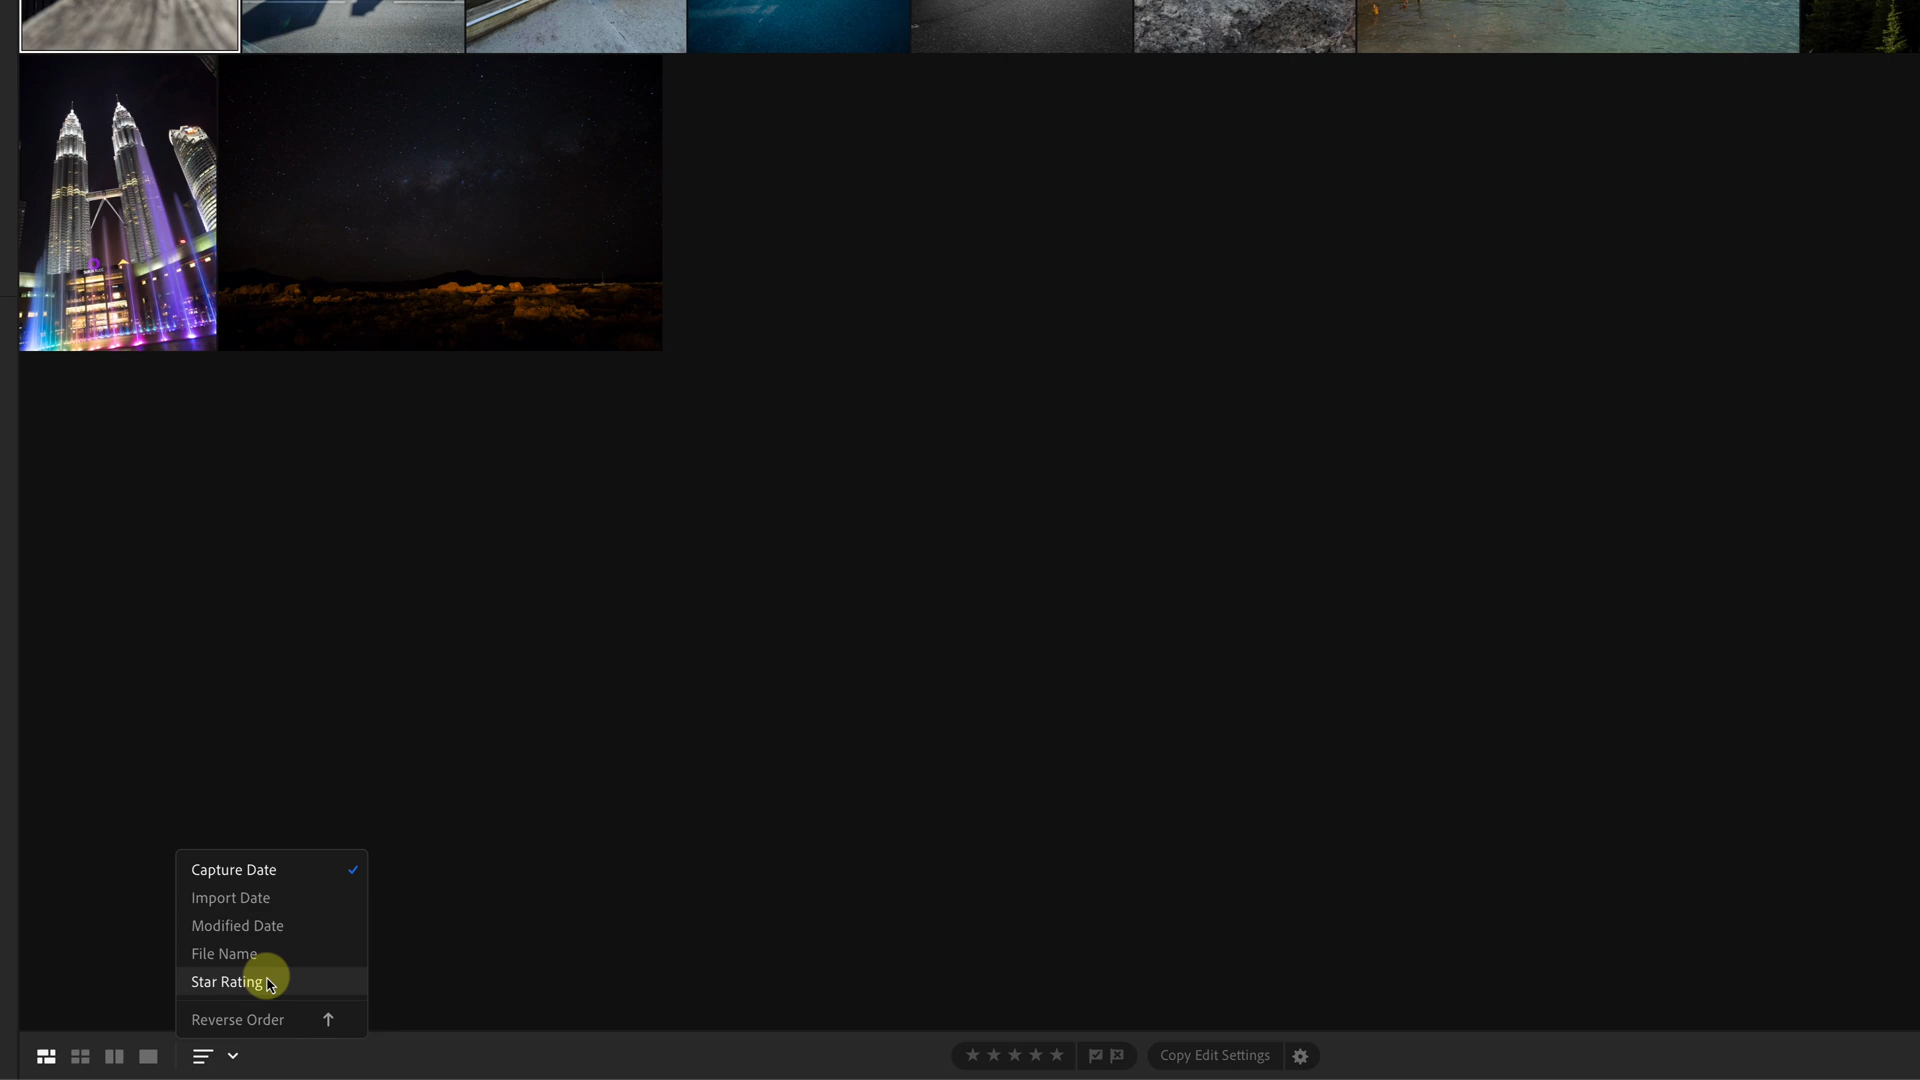 Capture Date
Import Date
Modified Date
File Name
Star Rating
Reverse Order
Copy Edit Settings